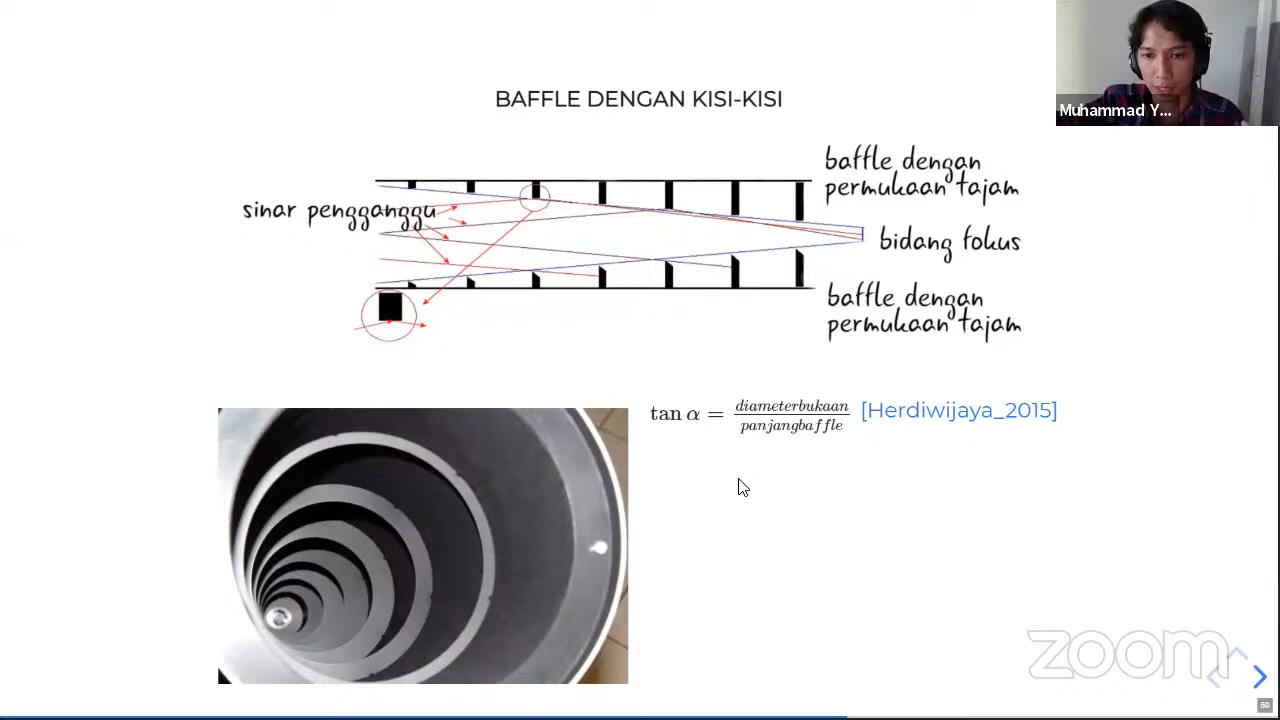 Muhammad Y...
BAFFLE DENGAN KISI-KISI
baffle dengan
permukaan tajam
sinar pengganggu
bidang fokus
baffle dengan
permukaan tajam
tan α = diameterbukaan / panjangbaffle [Herdiwijaya_2015]
zoom
60